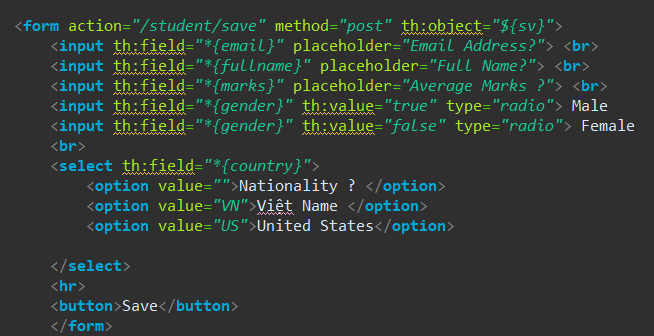 <form action="/student/save" method="post" th:object="${sv}">
<input th:field="*{email}" placeholder="Email Address?"> <br>
<input th:field="*{fullname}" placeholder="Full Name?"> <br>
<input th:field="*{marks}" placeholder="Average Marks ?"> <br>
<input th:field="*{gender}" th:value="true" type="radio"> Male
<input th:field="*{gender}" th:value="false" type="radio"> Female
<br>
<select th:field="*{country}">
<option value="">Nationality ? </option>
<option value="VN">Việt Name </option>
<option value="US">United States</option>
</select>
<hr>
<button>Save</button>
</form>